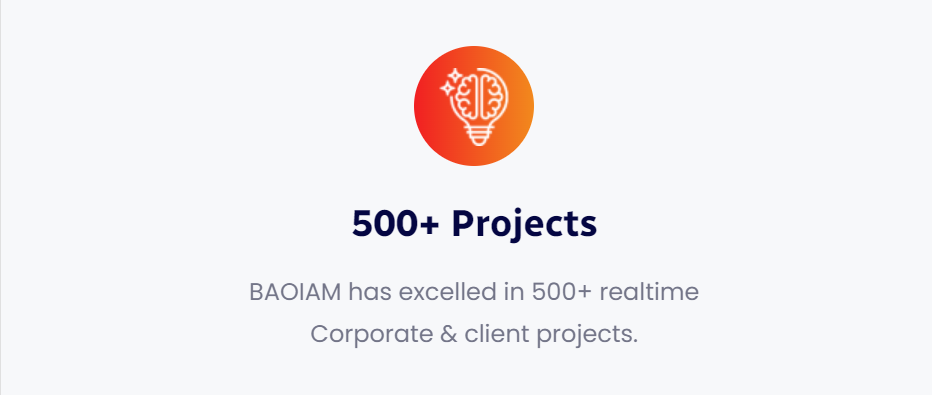 500+ Projects
BAOIAM has excelled in 500+ realtime
Corporate & client projects.